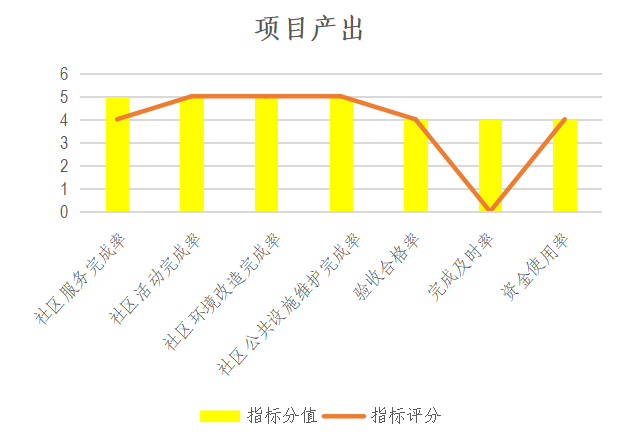 项目产出
6
5
4
3
2
1
0
社区服务完成率
社区活动完成率
社区环境改造完成率
社区公共设施维护完成率
验收合格率
完成及时率
资金使用率
指标分值 指标评分